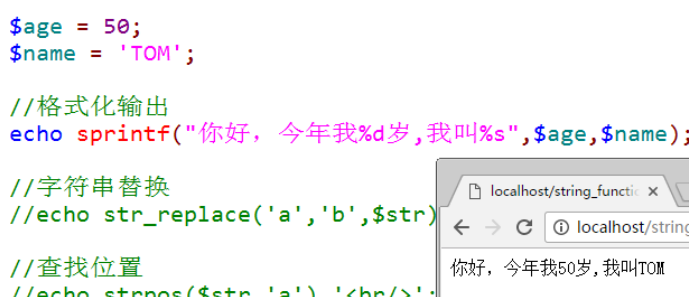 $age = 50;
$name = 'TOM';
//格式化输出
echo sprintf("你好，今年我%d岁,我叫%s",$age,$name);
//字符串替换
//echo str_replace('a','b',$str)
//查找位置
//echo strpos($str,'a').'<br/>';
localhost/string_functio
localhost/string
你好，今年我50岁,我叫TOM